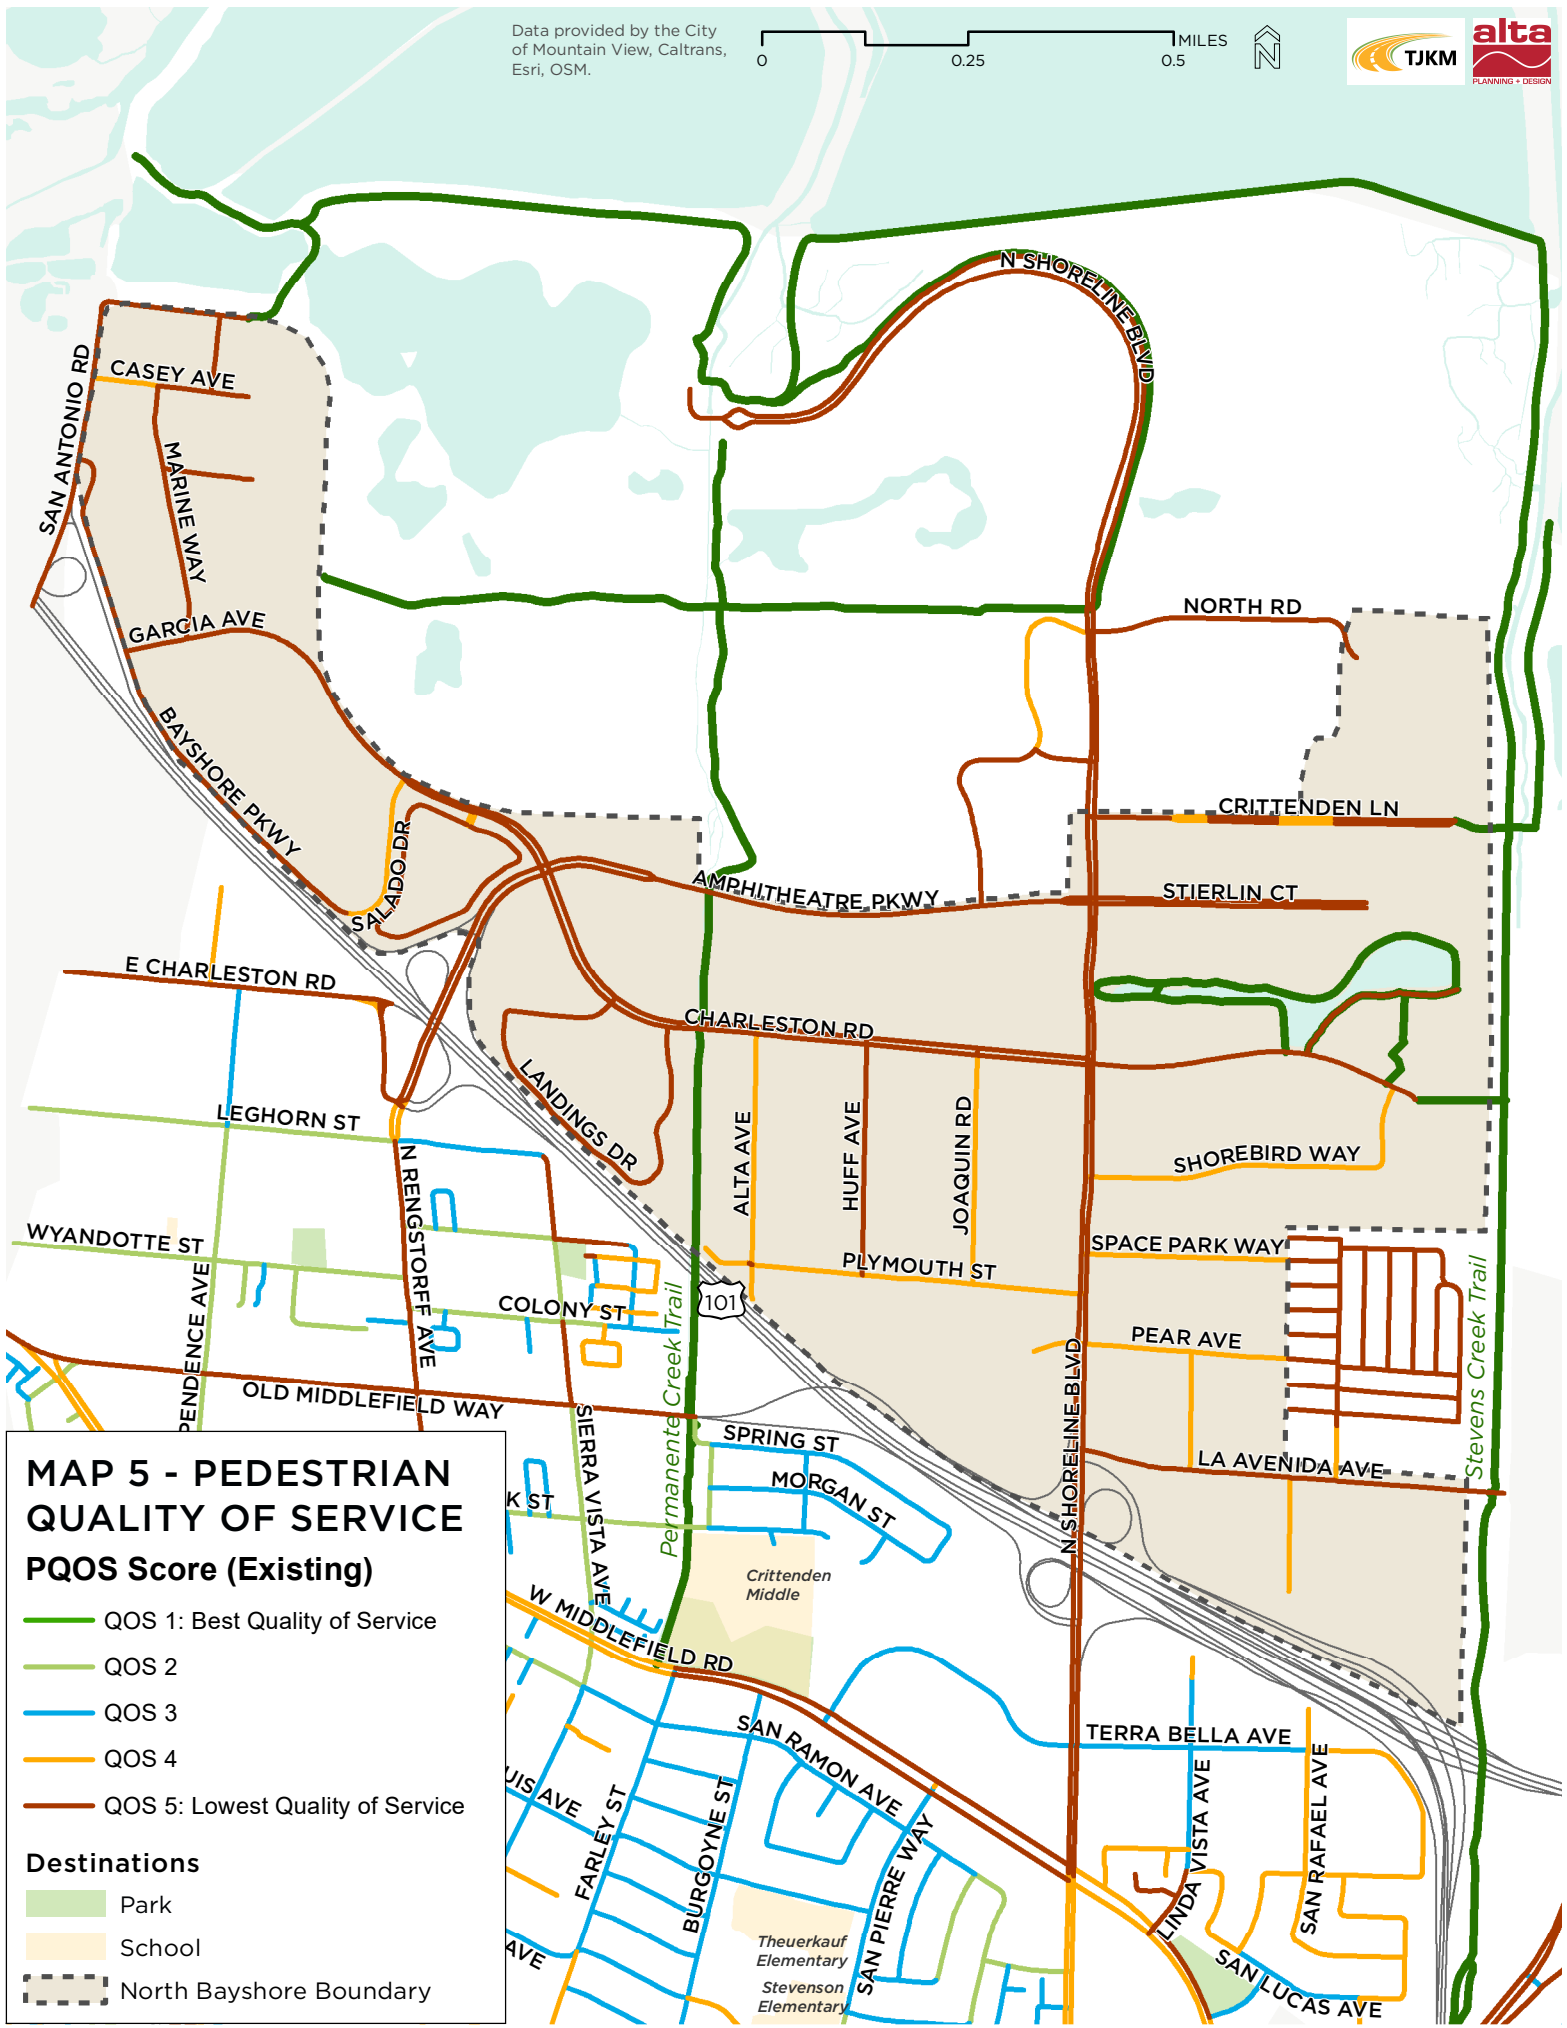 Data provided by the City
of Mountain View, Caltrans,
Esri, OSM.
0
0.25
0.5
MILES
N
TJKM
alta
PLANNING + DESIGN
N SHORELINE BLVD
SAN ANTONIO RD
CASEY AVE
MARINE WAY
GARCIA AVE
NORTH RD
BAYSHORE PKWY
CRITTENDEN LN
SALADO DR
AMPHITHEATRE PKWY
STIERLIN CT
E CHARLESTON RD
CHARLESTON RD
LANDINGS DR
LEGHORN ST
N RENGSTORFF AVE
ALTA AVE
HUFF AVE
JOAQUIN RD
SHOREBIRD WAY
WYANDOTTE ST
PLYMOUTH ST
SPACE PARK WAY
101
COLONY ST
PENDENCE AVE
Permanente Creek Trail
Stevens Creek Trail
PEAR AVE
OLD MIDDLEFIELD WAY
SIERRA VISTA AVE
SPRING ST
MORGAN ST
N SHORELINE BLVD
LA AVENIDA AVE
K ST
Crittenden
Middle
W MIDDLEFIELD RD
SAN RAMON AVE
TERRA BELLA AVE
UIS AVE
FARLEY ST
BURGOYNE ST
SAN PIERRE WAY
LINDA VISTA AVE
SAN RAFAEL AVE
AVE
Theuerkauf
Elementary
Stevenson
Elementary
SAN LUCAS AVE
MAP 5 - PEDESTRIAN
QUALITY OF SERVICE
PQOS Score (Existing)
QOS 1: Best Quality of Service
QOS 2
QOS 3
QOS 4
QOS 5: Lowest Quality of Service
Destinations
Park
School
North Bayshore Boundary